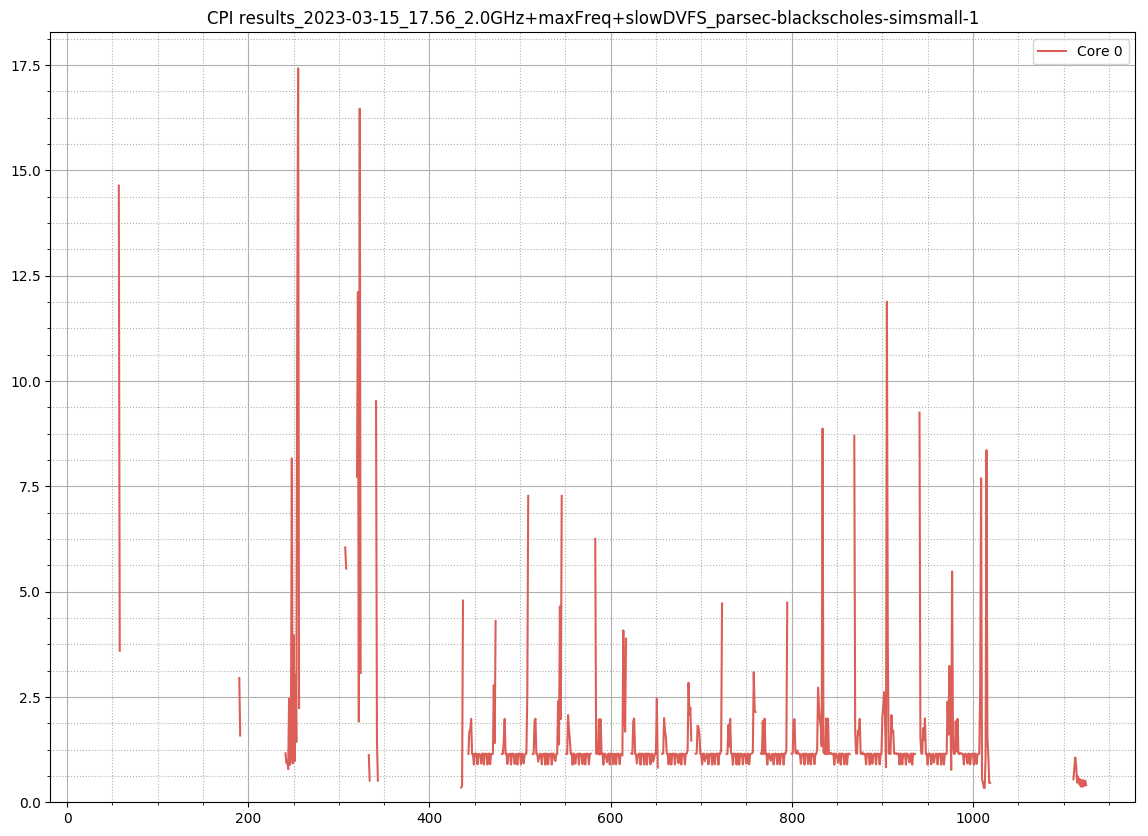 CPI results_2023-03-15_17.56_2.0GHz+maxFreq+slowDVFS_parsec-blackscholes-simsmall-1
Core 0
17.5
15.0
12.5
10.0
7.5
5.0
2.5
0.0
0 200 400 600 800 1000